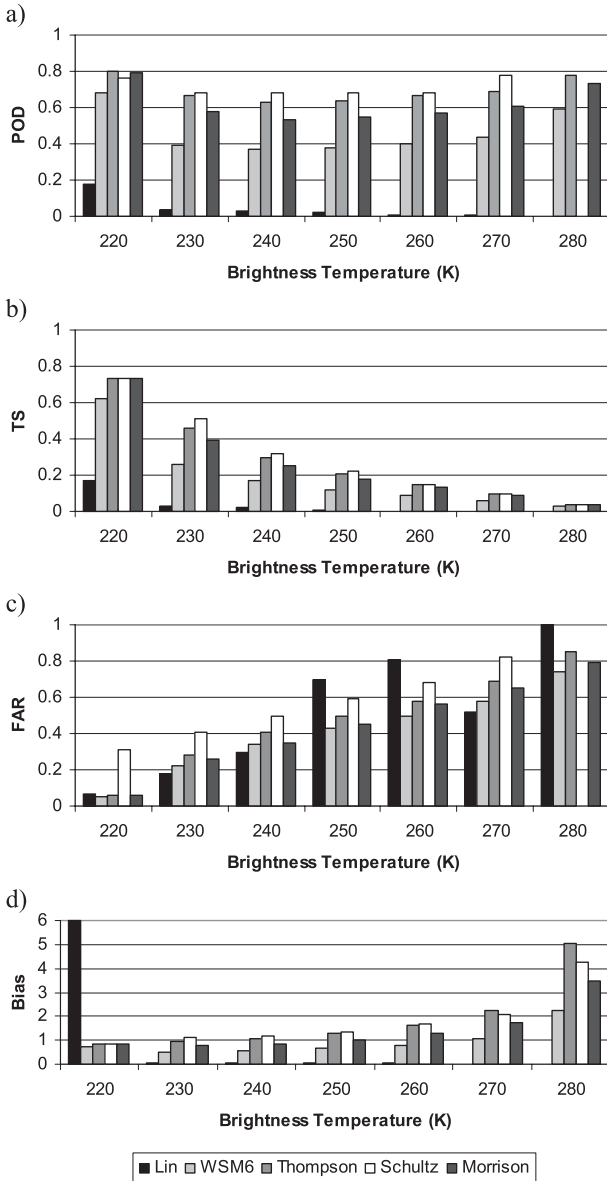 a)
1
0.8
0.6
0.4
0.2
0
POD
220 230 240 250 260 270 280
Brightness Temperature (K)
b)
1
0.8
0.6
0.4
0.2
0
TS
220 230 240 250 260 270 280
Brightness Temperature (K)
c)
1
0.8
0.6
0.4
0.2
0
FAR
220 230 240 250 260 270 280
Brightness Temperature (K)
d)
6
5
4
3
2
1
0
Bias
220 230 240 250 260 270 280
Brightness Temperature (K)
Lin WSM6 Thompson Schultz Morrison